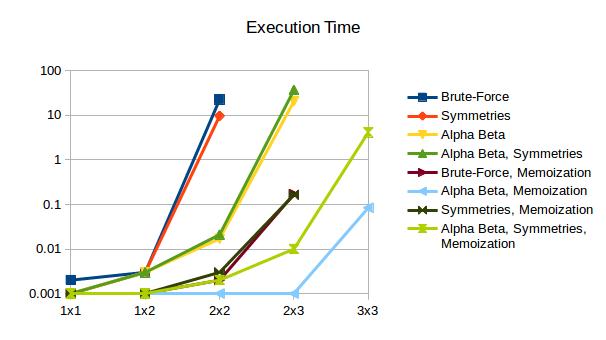 Execution Time
100
10
1
0.1
0.01
0.001
1x1 1x2 2x2 2x3 3x3
Brute-Force
Symmetries
Alpha Beta
Alpha Beta, Symmetries
Brute-Force, Memoization
Alpha Beta, Memoization
Symmetries, Memoization
Alpha Beta, Symmetries,
Memoization